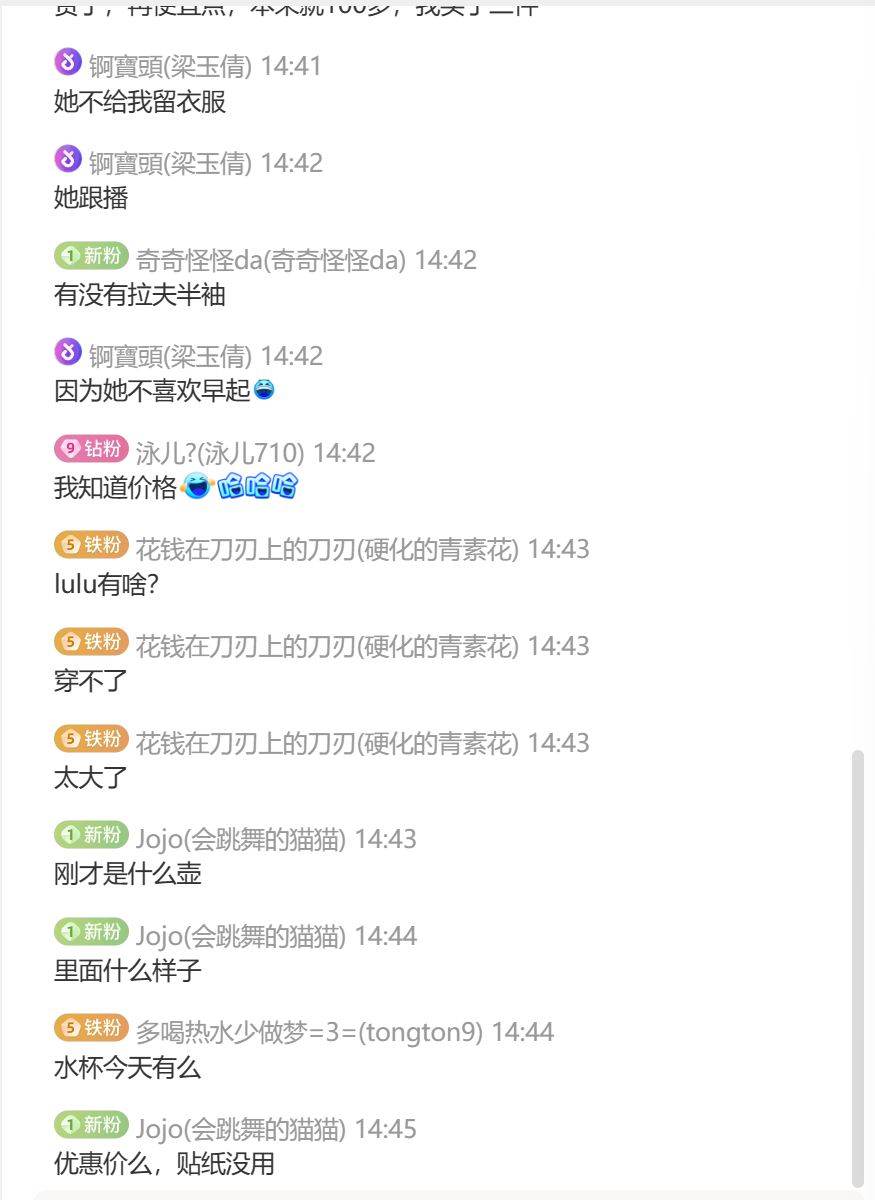 锕寶頭(梁玉倩) 14:41
她不给我留衣服
锕寶頭(梁玉倩) 14:42
她跟播
1 新粉 奇奇怪怪da(奇奇怪怪da) 14:42
有没有拉夫半袖
锕寶頭(梁玉倩) 14:42
因为她不喜欢早起
9 钻粉 泳儿?(泳儿710) 14:42
我知道价格 哈哈哈
5 铁粉 花钱在刀刃上的刀刃(硬化的青素花) 14:43
lulu有啥?
5 铁粉 花钱在刀刃上的刀刃(硬化的青素花) 14:43
穿不了
5 铁粉 花钱在刀刃上的刀刃(硬化的青素花) 14:43
太大了
1 新粉 Jojo(会跳舞的猫猫) 14:43
刚才是什么壶
1 新粉 Jojo(会跳舞的猫猫) 14:44
里面什么样子
5 铁粉 多喝热水少做梦=3=(tongton9) 14:44
水杯今天有么
1 新粉 Jojo(会跳舞的猫猫) 14:45
优惠价么，贴纸没用